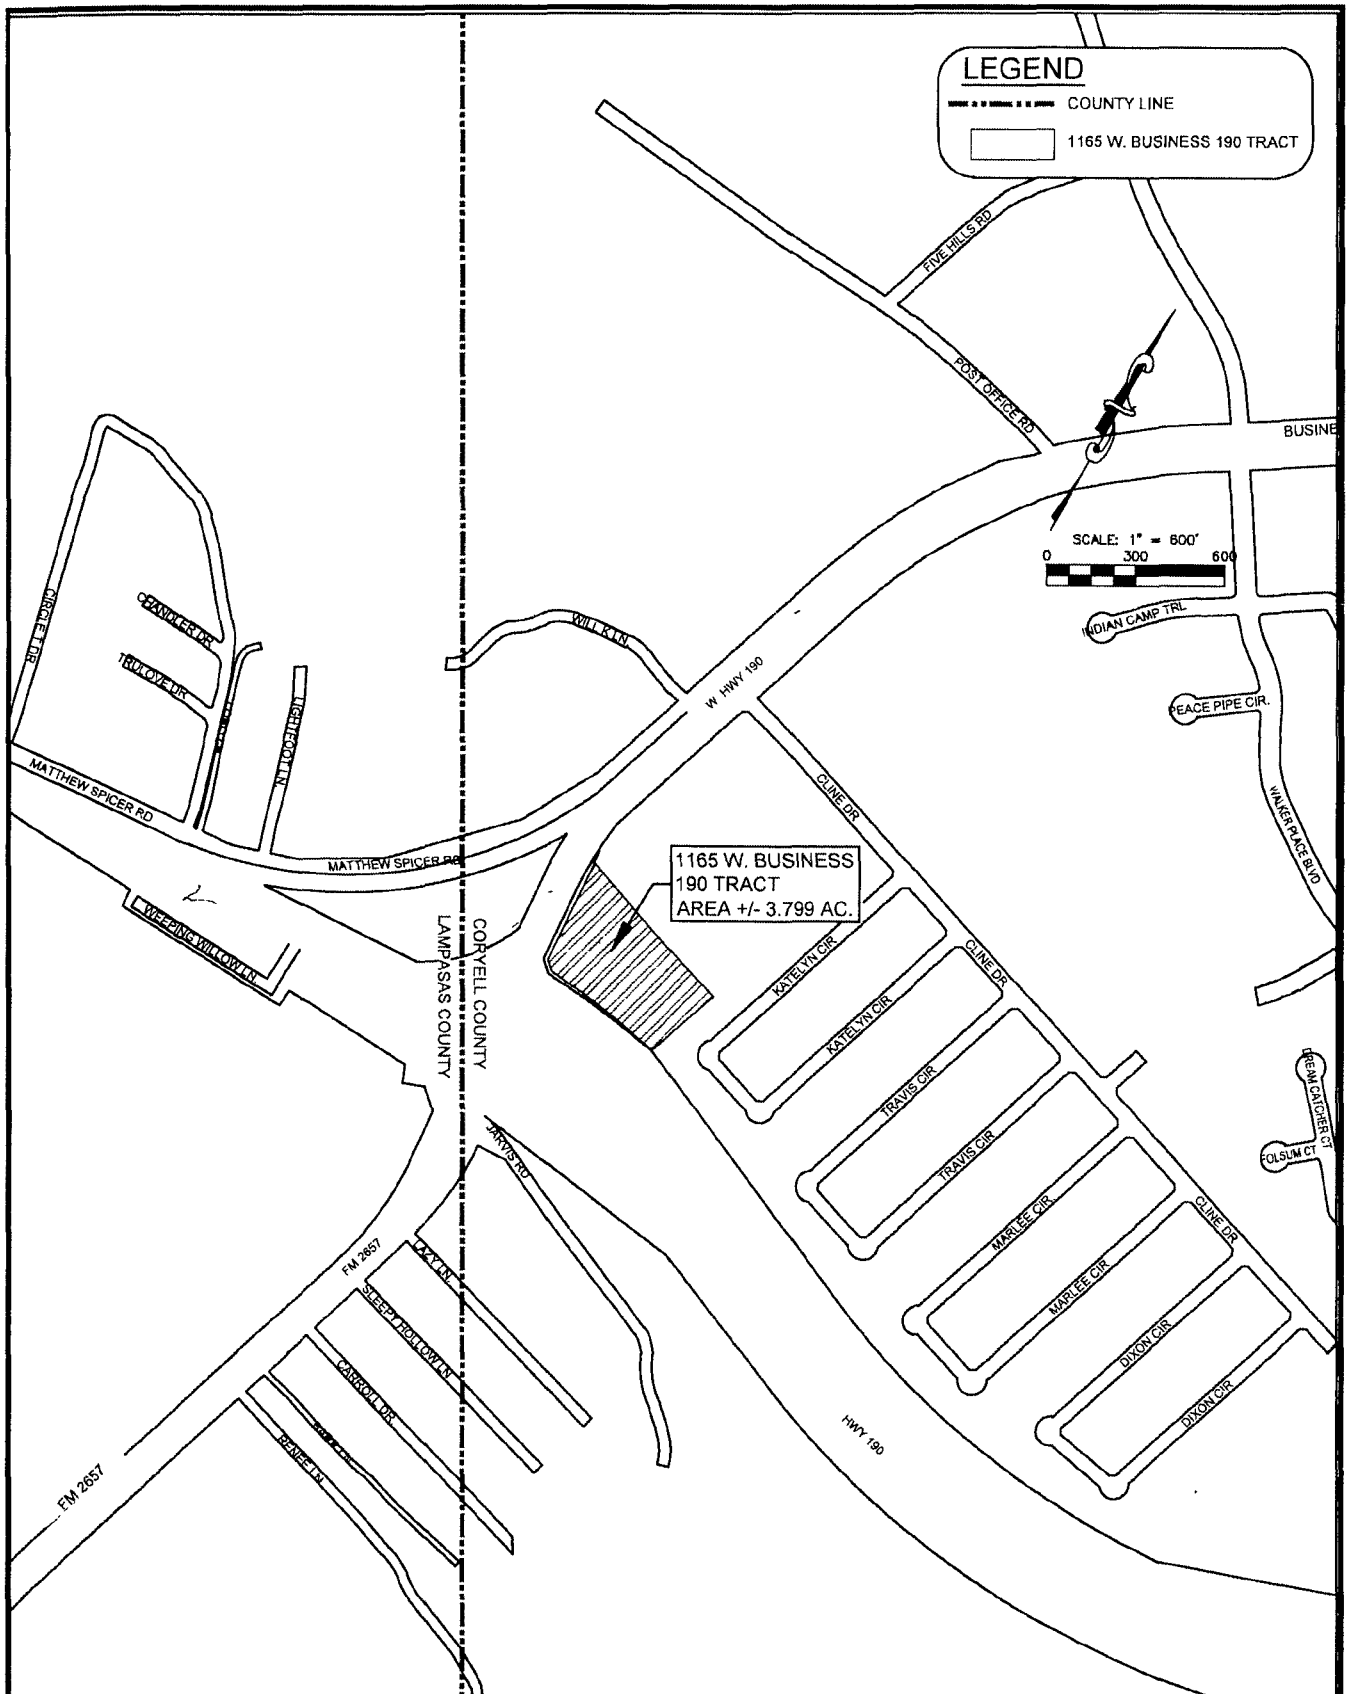 LEGEND
COUNTY LINE
1165 W. BUSINESS 190 TRACT
FIVE HILLS RD
POST OFFICE RD
BUSINE
SCALE: 1" = 600'
0 300 600
CIRCLE T DR
CHANDLER DR
TRULOVE DR
LIGHTFOOT LN.
WILL K LN
W HWY 190
INDIAN CAMP TRL
PEACE PIPE CIR.
WALKER PLACE BLVD
MATTHEW SPICER RD
MATTHEW SPICER RD
CLINE DR
1165 W. BUSINESS
190 TRACT
AREA +/- 3.799 AC.
WEEPING WILLOW LN.
CORYELL COUNTY
LAMPASAS COUNTY
KATELYN CIR
KATELYN CIR
CLINE DR
TRAVIS CIR
TRAVIS CIR
DREAM CATCHER CT
FOLSUM CT
JARVIS RD
MARLEE CIR
MARLEE CIR
CLINE DR
FM 2657
LAZY LN.
SLEEPY HOLLOW LN
CARROLL DR.
DIXON CIR
DIXON CIR
RENEE LN.
HWY 190
FM 2657